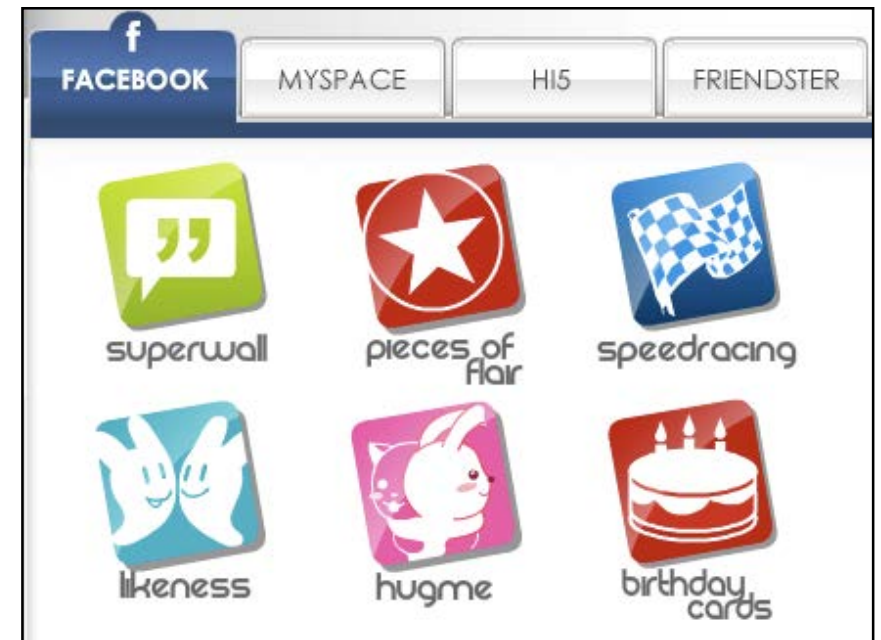 f
FACEBOOK MYSPACE HI5 FRIENDSTER
superwall pieces of flair speedracing
likeness hugme birthday cards